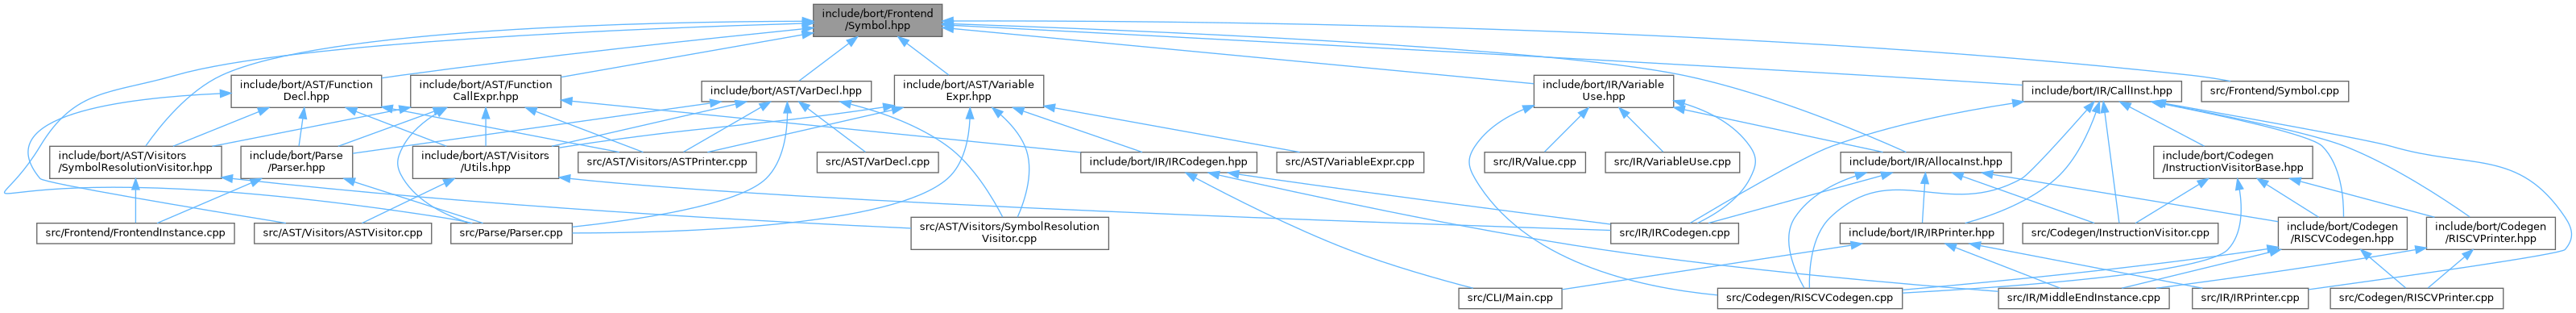 include/bort/Frontend
/Symbol.hpp
include/bort/AST/Function
Decl.hpp
include/bort/AST/Function
CallExpr.hpp
include/bort/AST/VarDecl.hpp
include/bort/AST/Variable
Expr.hpp
include/bort/IR/Variable
Use.hpp
include/bort/IR/CallInst.hpp
src/Frontend/Symbol.cpp
include/bort/AST/Visitors
/SymbolResolutionVisitor.hpp
include/bort/Parse
/Parser.hpp
include/bort/AST/Visitors
/Utils.hpp
src/AST/Visitors/ASTPrinter.cpp
src/AST/VarDecl.cpp
include/bort/IR/IRCodegen.hpp
src/AST/VariableExpr.cpp
src/IR/Value.cpp
src/IR/VariableUse.cpp
include/bort/IR/AllocaInst.hpp
include/bort/Codegen
/InstructionVisitorBase.hpp
src/Frontend/FrontendInstance.cpp
src/AST/Visitors/ASTVisitor.cpp
src/Parse/Parser.cpp
src/AST/Visitors/SymbolResolution
Visitor.cpp
src/IR/IRCodegen.cpp
include/bort/IR/IRPrinter.hpp
src/Codegen/InstructionVisitor.cpp
include/bort/Codegen
/RISCVCodegen.hpp
include/bort/Codegen
/RISCVPrinter.hpp
src/CLI/Main.cpp
src/Codegen/RISCVCodegen.cpp
src/IR/MiddleEndInstance.cpp
src/IR/IRPrinter.cpp
src/Codegen/RISCVPrinter.cpp